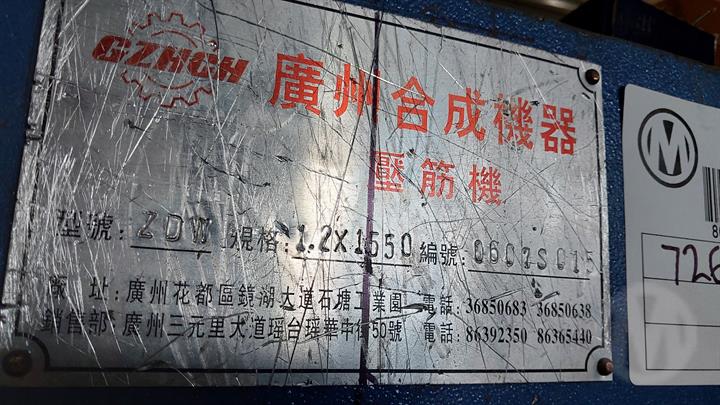 GZHCH 廣州合成機器
壓筋機
型號: ZDW 規格: 1.2X1550 編號:
厰 址: 廣州花都區鏡湖大道石塘工業園 電話: 36850683 36850638
銷售部: 廣州三元里大道瑶台瑶華中街50號 電話: 86392350 86365440
M
726